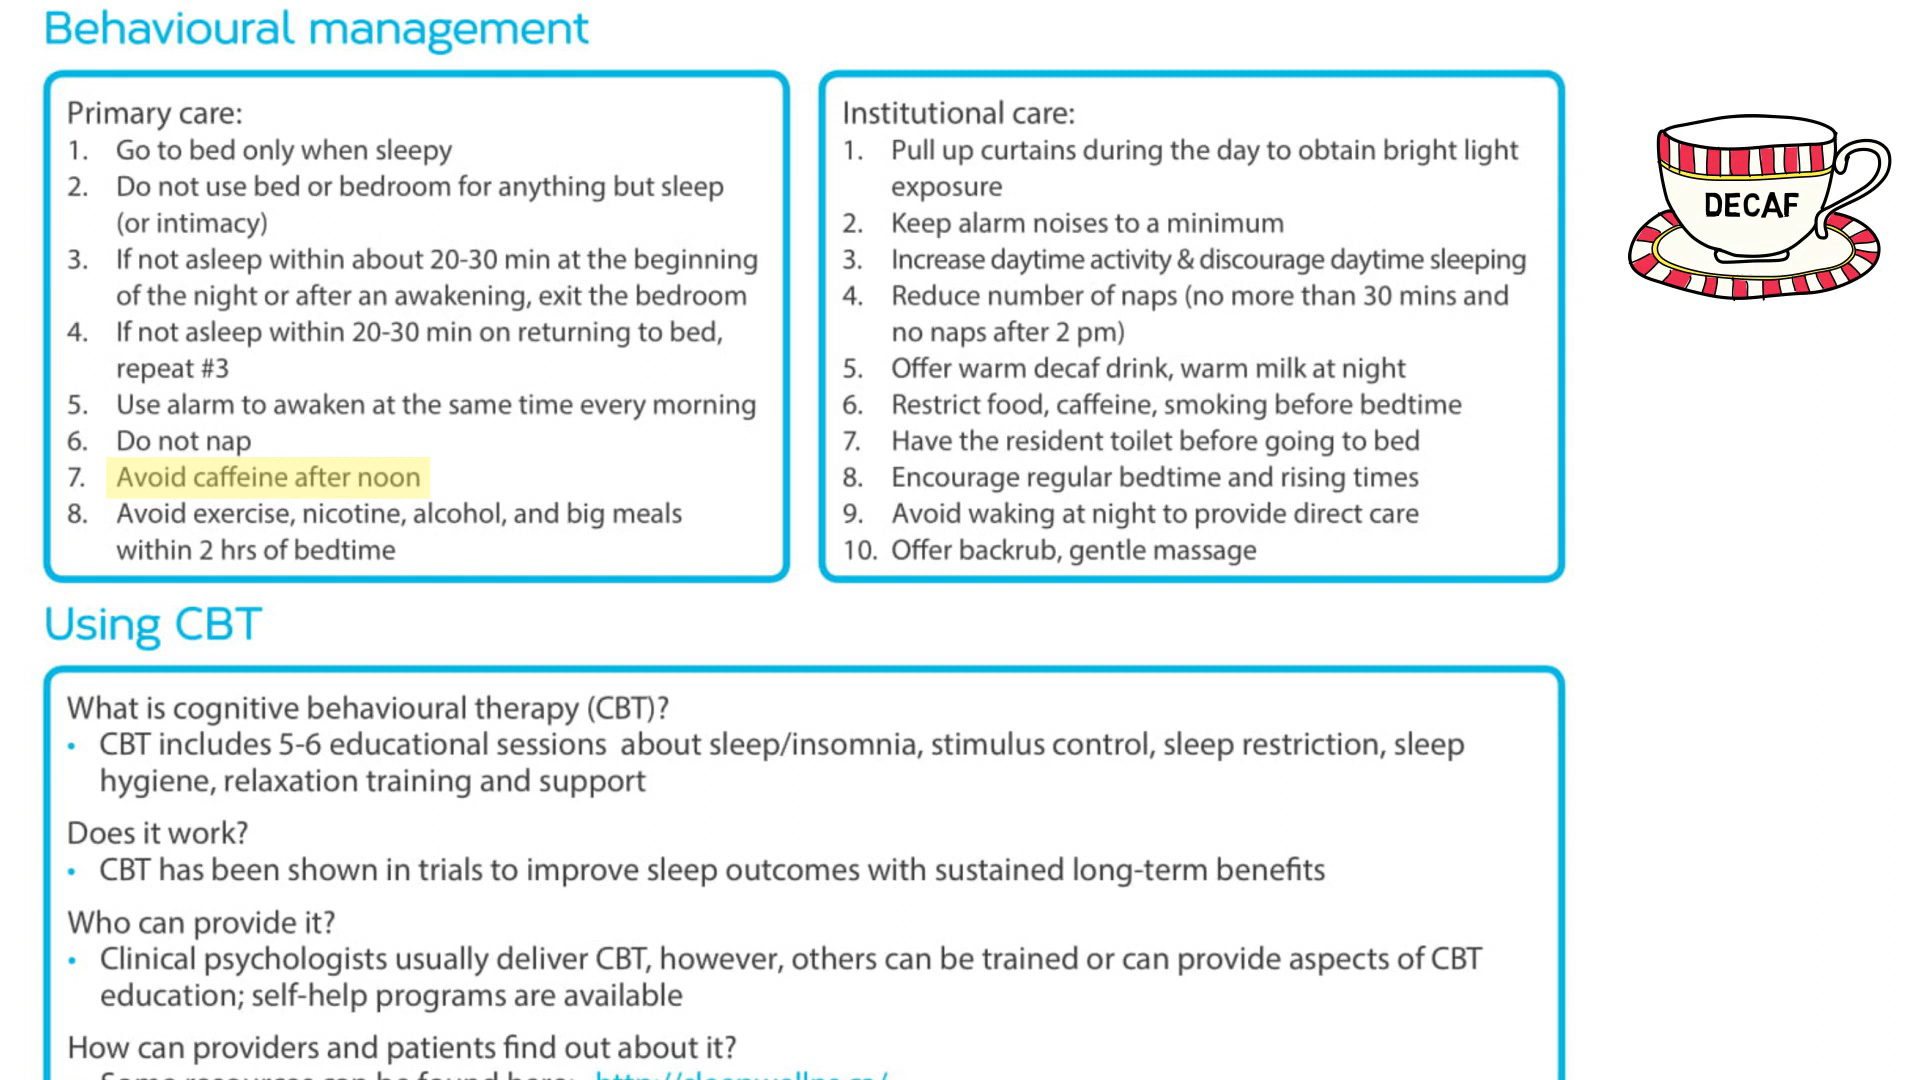 Behavioural management
Primary care:
1. Go to bed only when sleepy
2. Do not use bed or bedroom for anything but sleep
(or intimacy)
3. If not asleep within about 20-30 min at the beginning
of the night or after an awakening, exit the bedroom
4. If not asleep within 20-30 min on returning to bed,
repeat #3
5. Use alarm to awaken at the same time every morning
6. Do not nap
7. Avoid caffeine after noon
8. Avoid exercise, nicotine, alcohol, and big meals
within 2 hrs of bedtime
Institutional care:
1. Pull up curtains during the day to obtain bright light
exposure
2. Keep alarm noises to a minimum
3. Increase daytime activity & discourage daytime sleeping
4. Reduce number of naps (no more than 30 mins and
no naps after 2 pm)
5. Offer warm decaf drink, warm milk at night
6. Restrict food, caffeine, smoking before bedtime
7. Have the resident toilet before going to bed
8. Encourage regular bedtime and rising times
9. Avoid waking at night to provide direct care
10. Offer backrub, gentle massage
DECAF
Using CBT
What is cognitive behavioural therapy (CBT)?
• CBT includes 5-6 educational sessions about sleep/insomnia, stimulus control, sleep restriction, sleep
hygiene, relaxation training and support
Does it work?
• CBT has been shown in trials to improve sleep outcomes with sustained long-term benefits
Who can provide it?
• Clinical psychologists usually deliver CBT, however, others can be trained or can provide aspects of CBT
education; self-help programs are available
How can providers and patients find out about it?
Some resources can be found here: http://sleepwellns.ca/